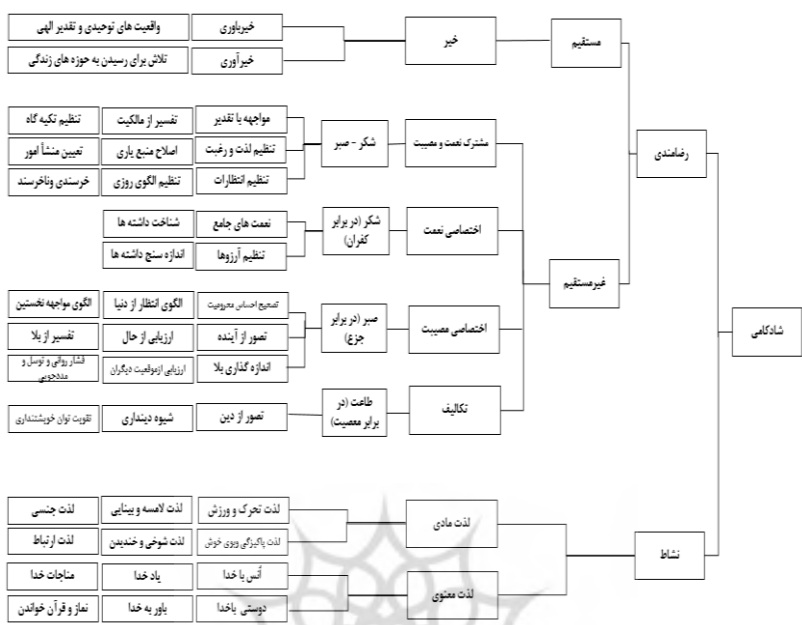 واقعیت های توحیدی و تقدیر الهی
خیرباوری
خیر
مستقیم
تلاش برای رسیدن به حوزه های زندگی
خیرآوری
رضامندی
مواجهه با تقدیر
تفسیر از مالکیت
تنظیم تکیه گاه
شکر - صبر
مشترک نعمت و مصیبت
تنظیم لذت و رغبت
اصلاح منبع یاری
تعیین منشأ امور
تنظیم انتظارات
تنظیم الگوی روزی
خرسندی وناخرسند
نعمت های جامع
شناخت داشته ها
شکر (در برابر
کفران)
اختصاصی نعمت
تنظیم آرزوها
اندازه سنج داشته ها
غیرمستقیم
تصحیح احساس محرومیت
الگوی انتظار از دنیا
الگوی مواجهه نخستین
صبر (در برابر
جزع)
اختصاصی مصیبت
تصور از آینده
ارزیابی از حال
تفسیر از بلا
شادکامی
اندازه گذاری بلا
ارزیابی ازموقعیت دیگران
فشار روانی و توسل و
مددجویی
طاعت (در
برابر معصیت)
تکالیف
تصور از دین
شیوه دینداری
تقویت توان خویشتنداری
لذت تحرک و ورزش
لذت لامسه و بینایی
لذت جنسی
لذت مادی
لذت پاکیزگی وبوی خوش
لذت شوخی و خندیدن
لذت ارتباط
نشاط
اُنس با خدا
یاد خدا
مناجات خدا
لذت معنوی
دوستی باخدا
باور به خدا
نماز و قرآن خواندن